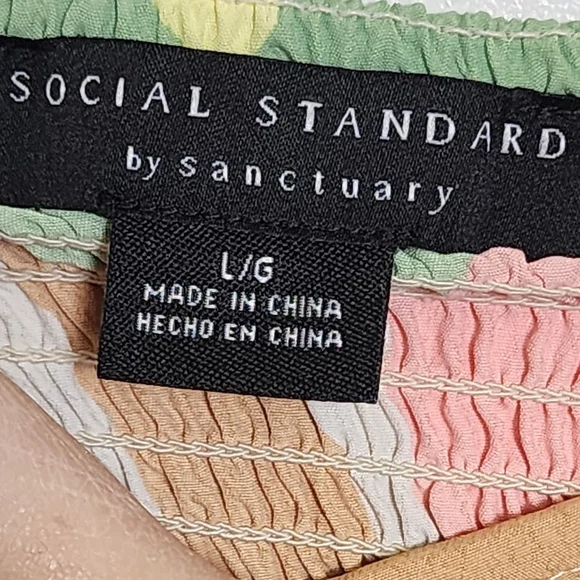 SOCIAL STANDARD
by sanctuary
L/G
MADE IN CHINA
HECHO EN CHINA